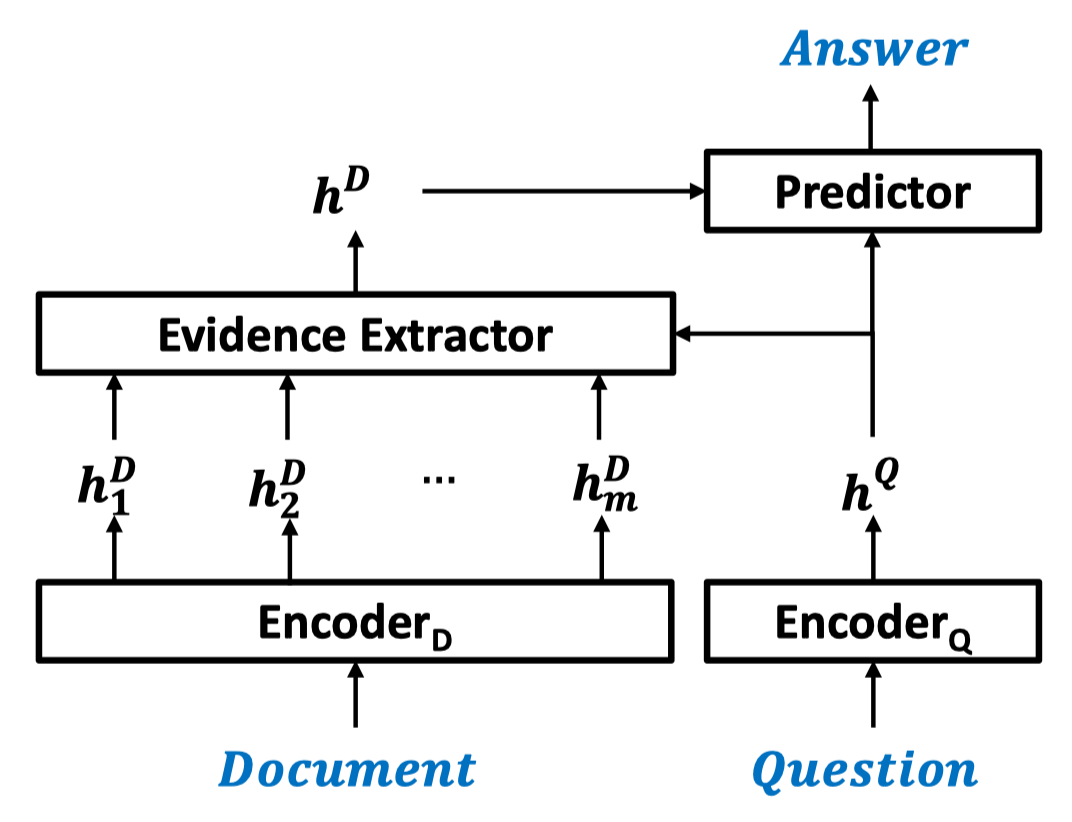 Answer
h^D
Predictor
Evidence Extractor
h_1^D h_2^D ... h_m^D h^Q
Encoder_D Encoder_Q
Document Question